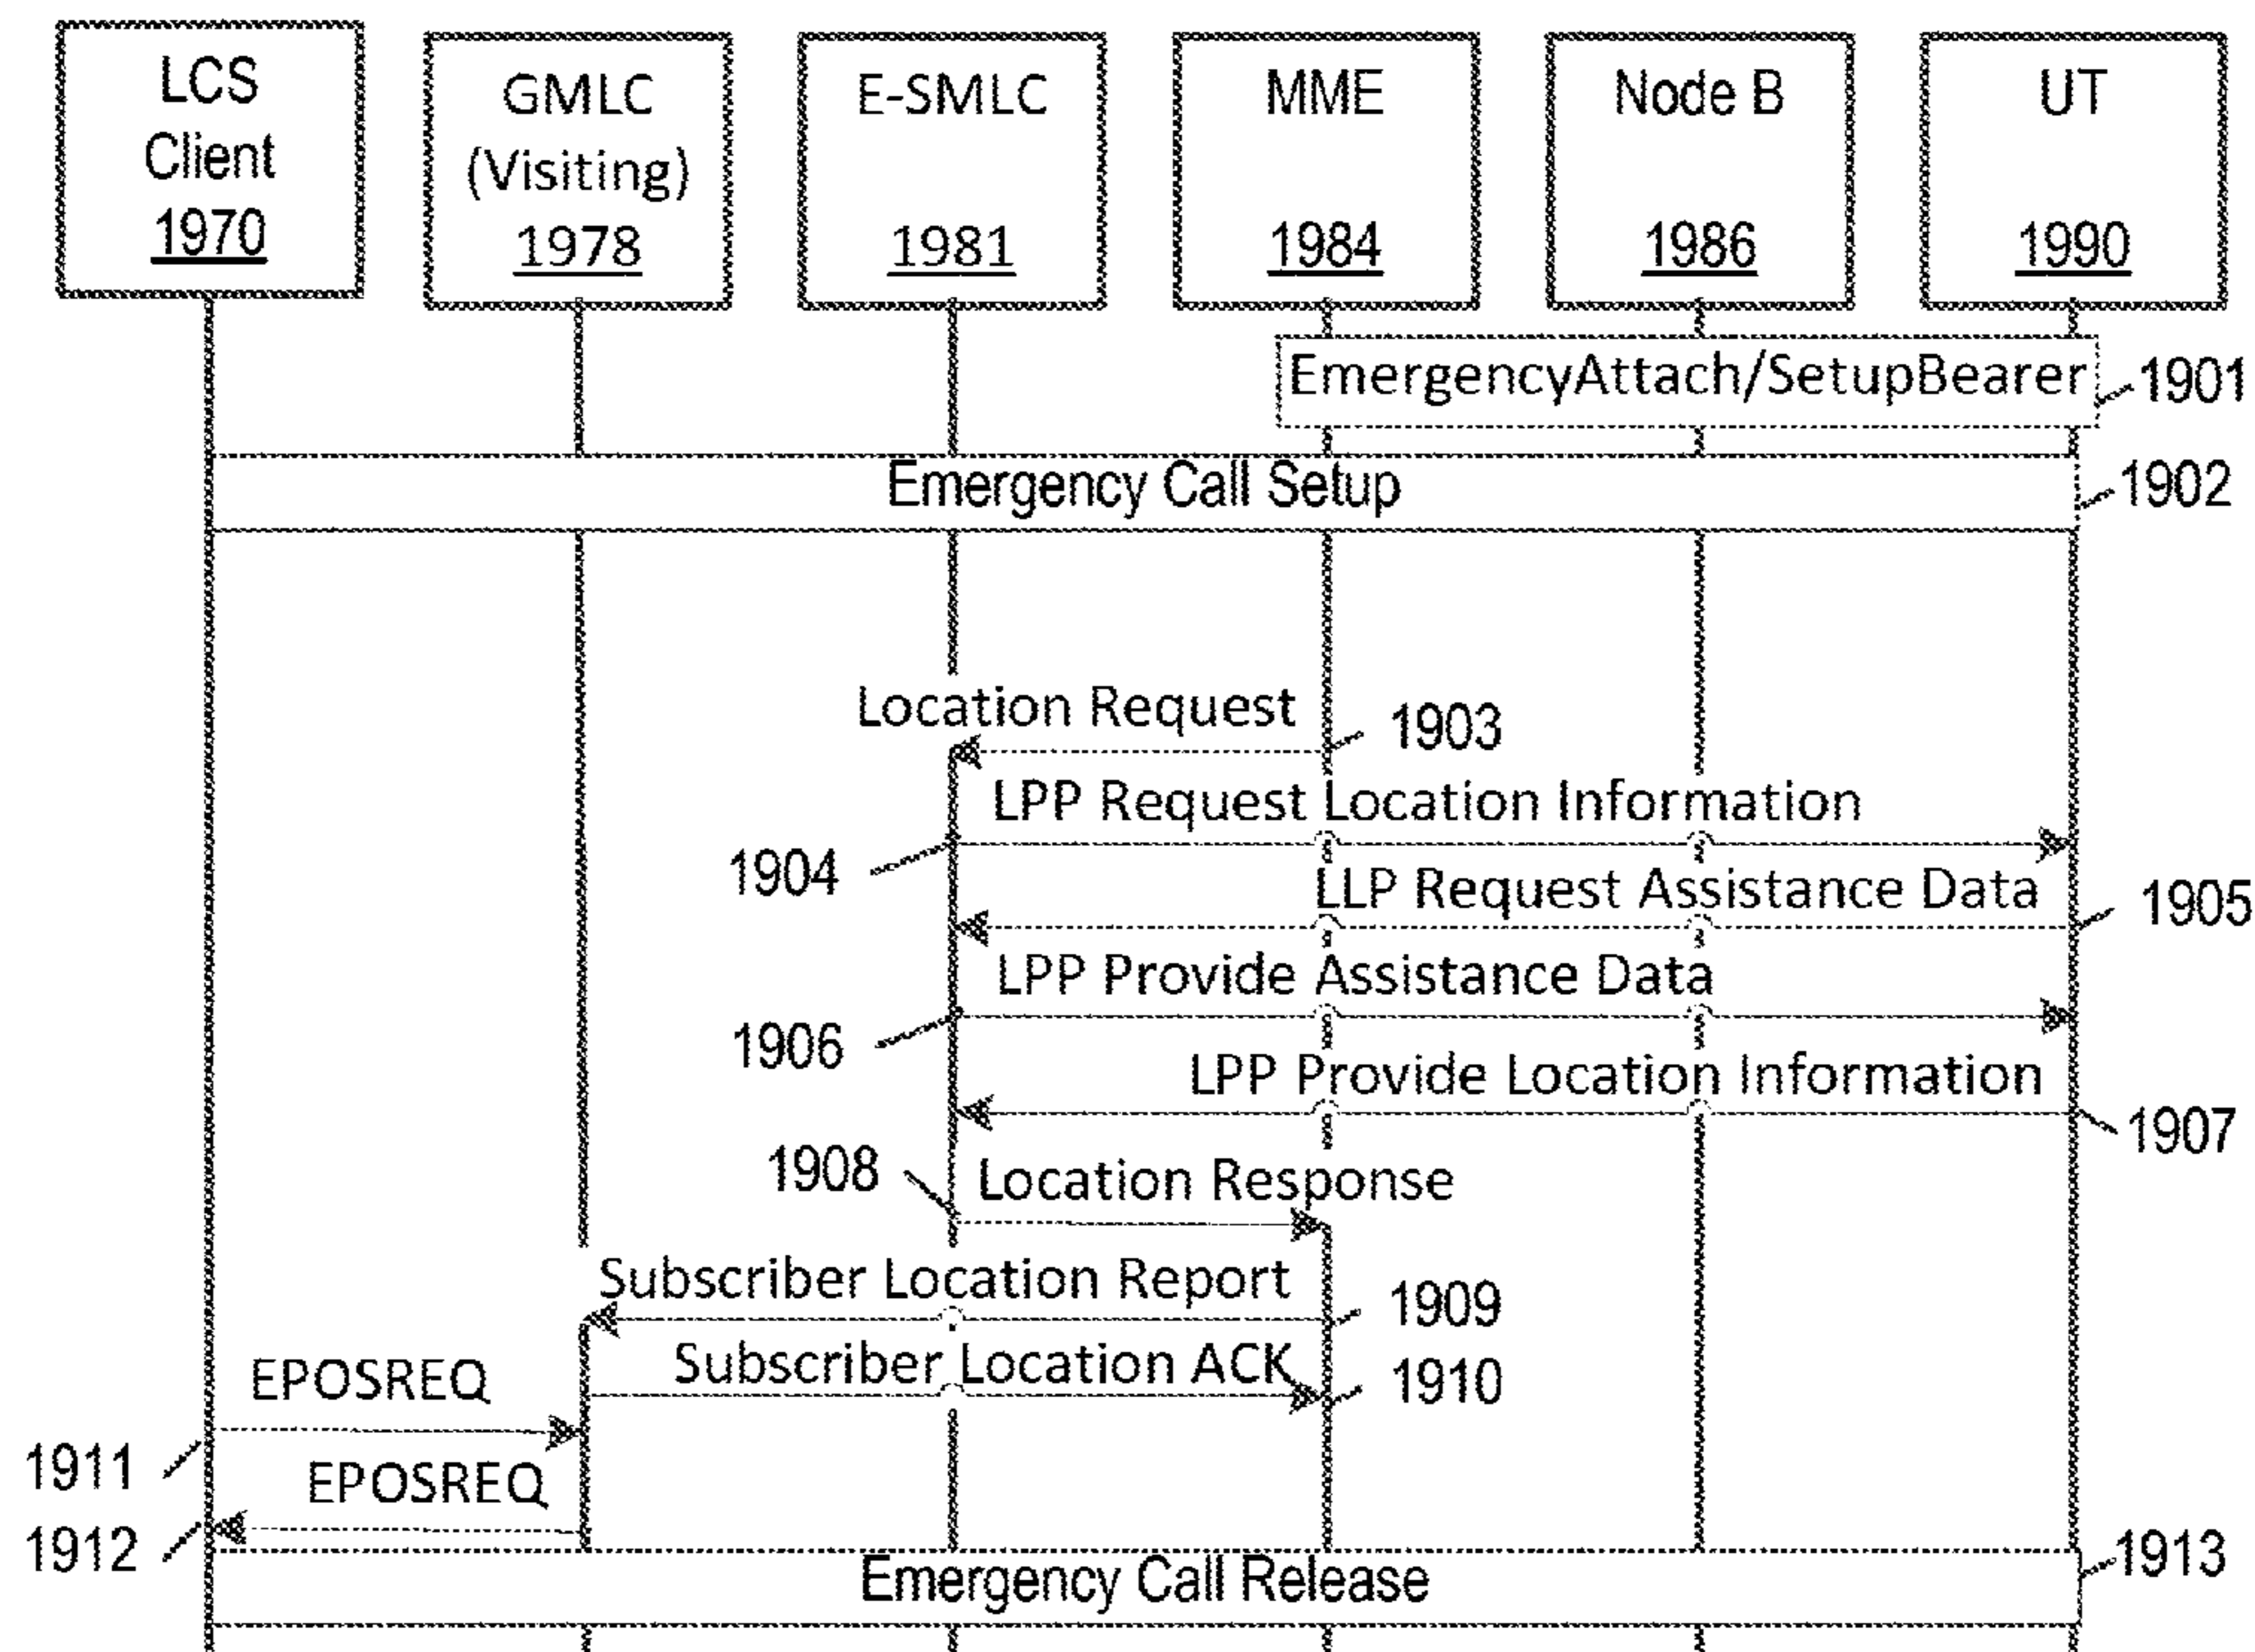 LCS
Client
1970
GMLC
(Visiting)
1978
E-SMLC
1981
MME
1984
Node B
1986
UT
1990
EmergencyAttach/SetupBearer
1901
Emergency Call Setup
1902
Location Request
1903
LPP Request Location Information
1904
LLP Request Assistance Data
1905
LPP Provide Assistance Data
1906
LPP Provide Location Information
1907
1908
Location Response
Subscriber Location Report
1909
Subscriber Location ACK
1910
EPOSREQ
1911
EPOSREQ
1912
Emergency Call Release
1913